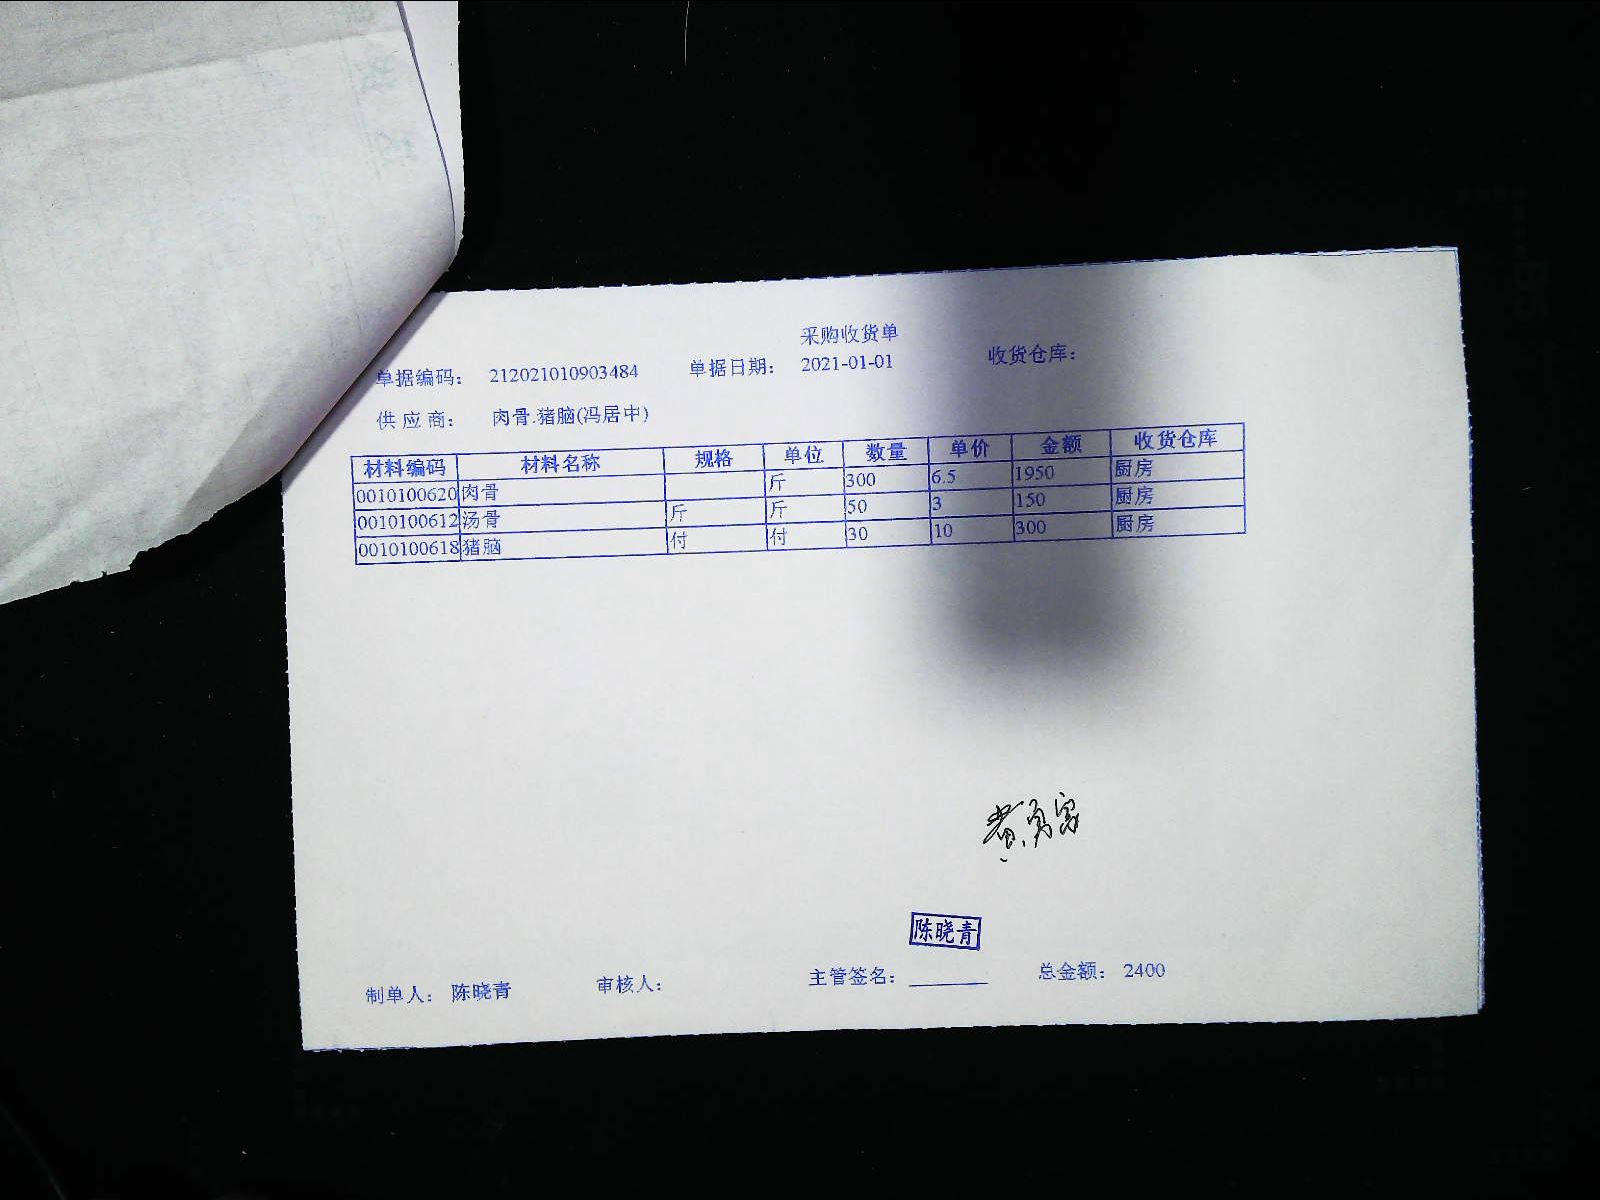 采购收货单
单据编码： 212021010903484 单据日期： 2021-01-01 收货仓库：
供应商： 肉骨.猪脑(冯居中)
材料编码 材料名称 规格 单位 数量 单价 金额 收货仓库
0010100620 肉骨 斤 300 6.5 1950 厨房
0010100612 汤骨 斤 斤 50 3 150 厨房
0010100618 猪脑 付 付 30 10 300 厨房
陈晓青
制单人： 陈晓青 审核人： 主管签名： 总金额： 2400